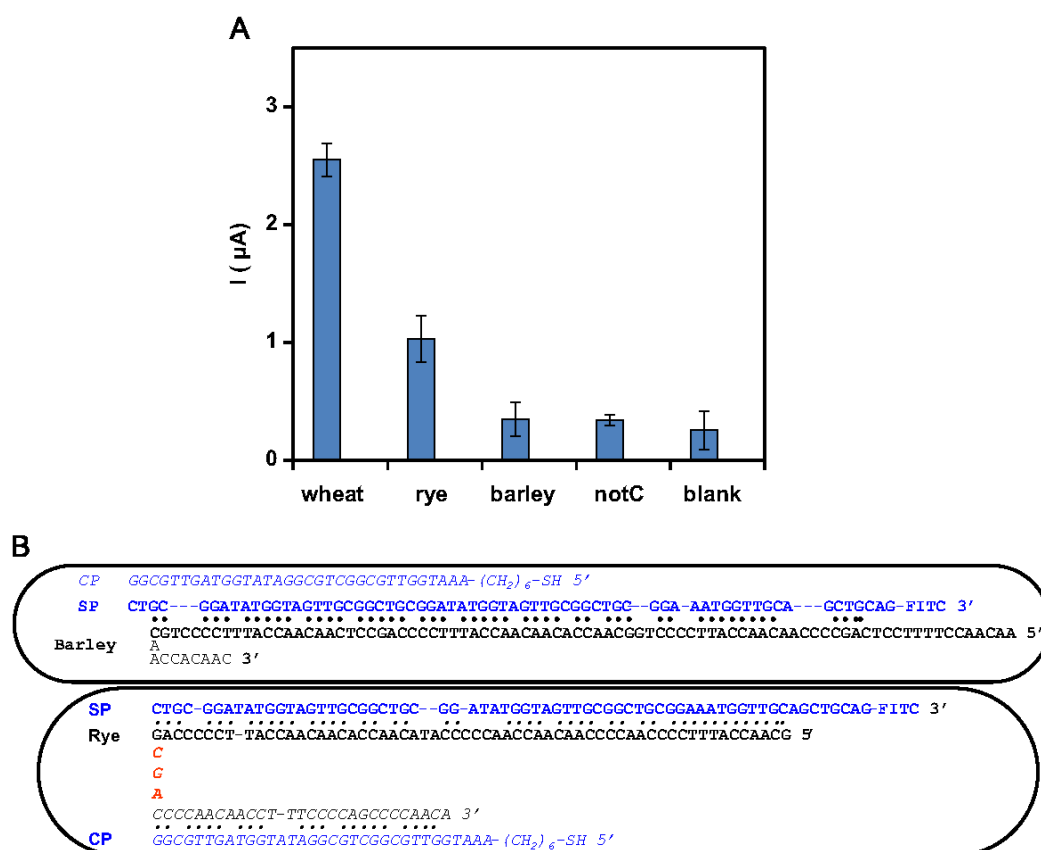 A
I ( µA)
3
2
1
0
wheat rye barley notC blank
B
CP GGCGTTGATGGTATAGGCGTCGGCGTTGGTAAA-(CH2)6-SH 5’
SP CTGC---GGATATGGTAGTTGCGGCTGCGGATATGGTAGTTGCGGCTGC-GGA-AATGGTTGCA---GCTGCAG-FITC 3’
Barley CGTCCCCTTTACCAACAACTCCGACCCCTTTACCAACAACACCAACGGTCCCCTTACCAACAACCCCGACTCCTTTTCCAACAA 5’
A
ACCACAAC 3’
SP CTGC-GGATATGGTAGTTGCGGCTGC--GG-ATATGGTAGTTGCGGCTGCGGAAATGGTTGCAGCTGCAG-FITC 3’
Rye GACCCCCT-TACCAACAACACCAACATACCCCCAACCAACAACCCCAACCCCTTTACCAACG 5’
C
G
A
CCCCAACAACCT-TTCCCCAGCCCCAACA 3’
CP GGCGTTGATGGTATAGGCGTCGGCGTTGGTAAA-(CH2)6-SH 5’